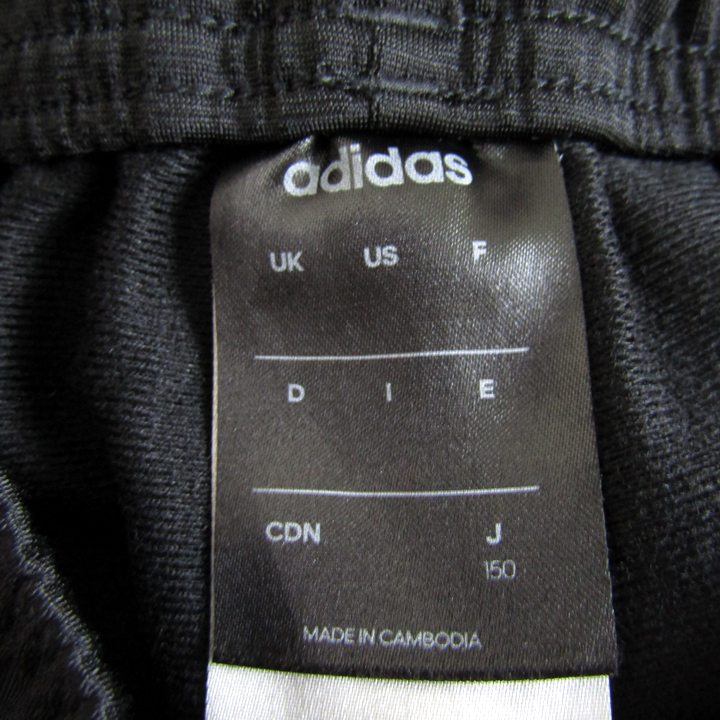 adidas
UK US F
D I E
CDN J
150
MADE IN CAMBODIA